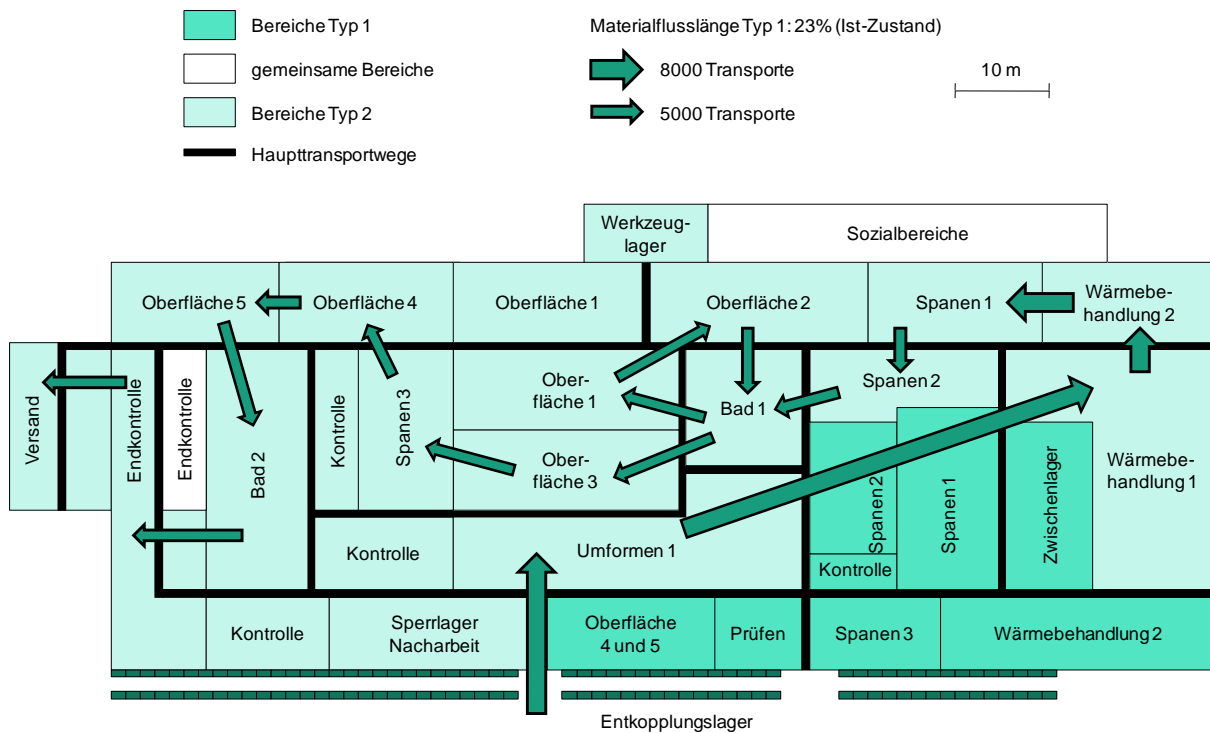 Bereiche Typ 1
gemeinsame Bereiche
Bereiche Typ 2
Haupttransportwege
Materialflusslänge Typ 1: 23% (Ist-Zustand)
8000 Transporte
5000 Transporte
10 m
Werkzeug-
lager
Sozialbereiche
Oberfläche 5
Oberfläche 4
Oberfläche 1
Oberfläche 2
Spanen 1
Wärmebe-
handlung 2
Versand
Endkontrolle
Endkontrolle
Bad 2
Kontrolle
Spanen 3
Ober-
fläche 1
Ober-
fläche 3
Bad 1
Spanen 2
Spanen 2
Kontrolle
Spanen 1
Zwischenlager
Wärmebe-
handlung 1
Kontrolle
Umformen 1
Kontrolle
Sperrlager
Nacharbeit
Oberfläche
4 und 5
Prüfen
Spanen 3
Wärmebehandlung 2
Entkopplungslager